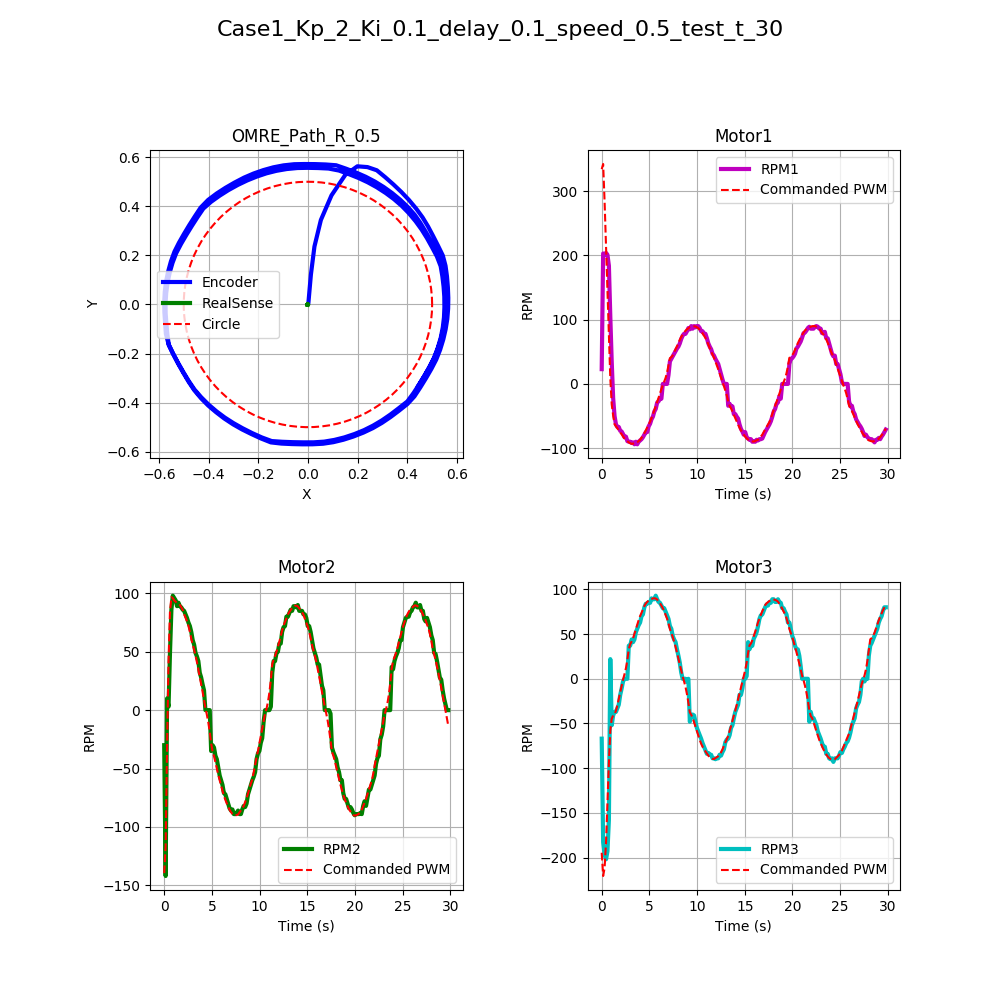 Case1_Kp_2_Ki_0.1_delay_0.1_speed_0.5_test_t_30
OMRE_Path_R_0.5
0.6
0.4
0.2
0.0
−0.2
−0.4
−0.6
Y
Encoder
RealSense
Circle
−0.6
−0.4
−0.2
0.0
0.2
0.4
0.6
X
Motor1
300
200
100
0
−100
RPM
RPM1
Commanded PWM
0
5
10
15
20
25
30
Time (s)
Motor2
100
50
0
−50
−100
−150
RPM
RPM2
Commanded PWM
0
5
10
15
20
25
30
Time (s)
Motor3
100
50
0
−50
−100
−150
−200
RPM
RPM3
Commanded PWM
0
5
10
15
20
25
30
Time (s)